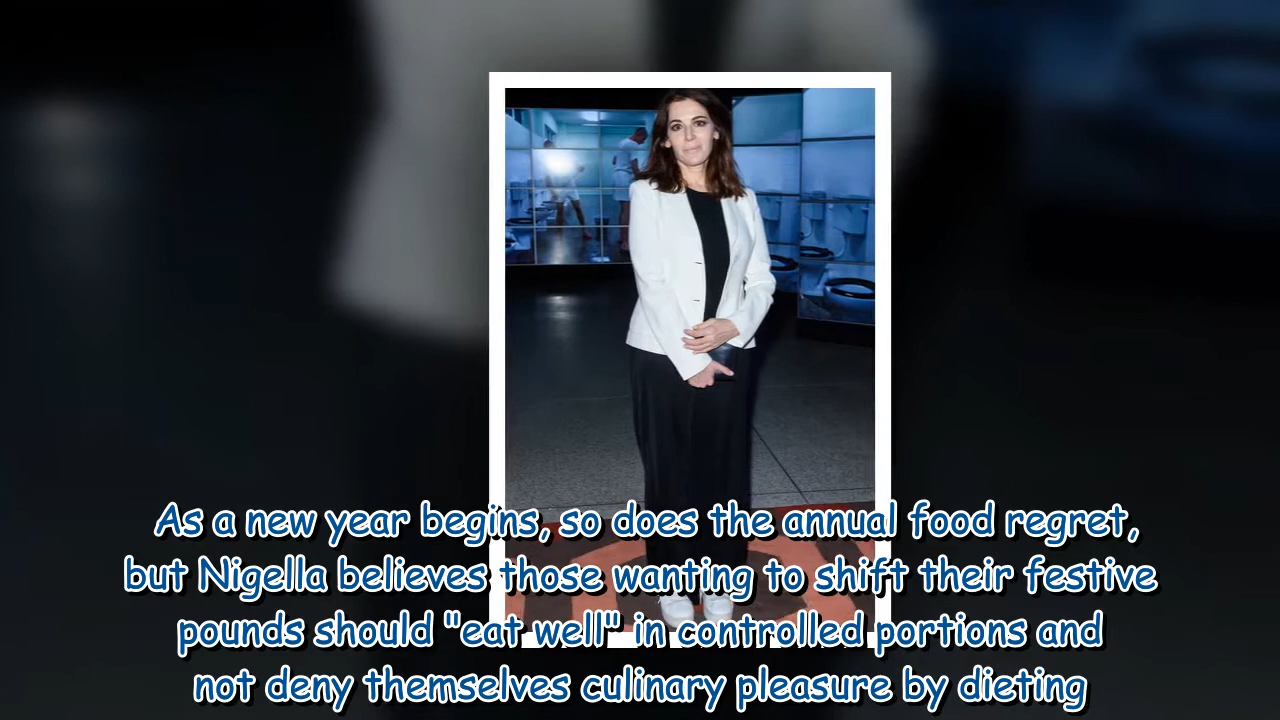 As a new year begins, so does the annual food regret,
but Nigella believes those wanting to shift their festive
pounds should "eat well" in controlled portions and
not deny themselves culinary pleasure by dieting